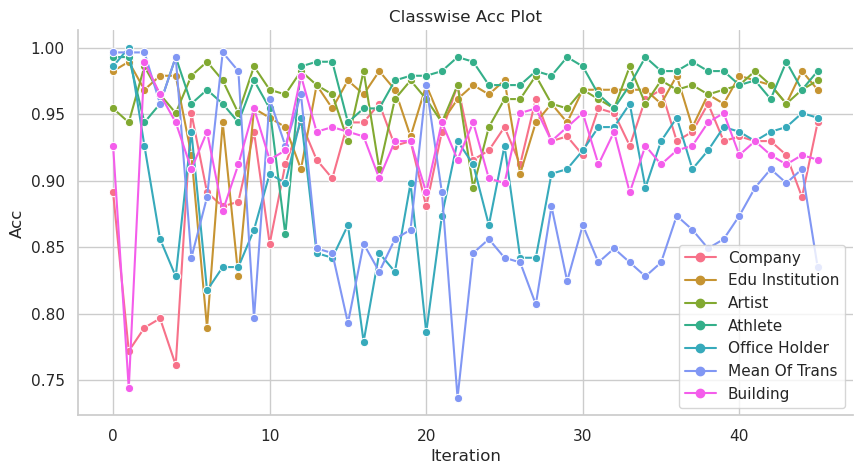 Classwise Acc Plot
1.00
0.95
0.90
0.85
0.80
0.75
Acc
0
10
20
30
40
Iteration
Company
Edu Institution
Artist
Athlete
Office Holder
Mean Of Trans
Building